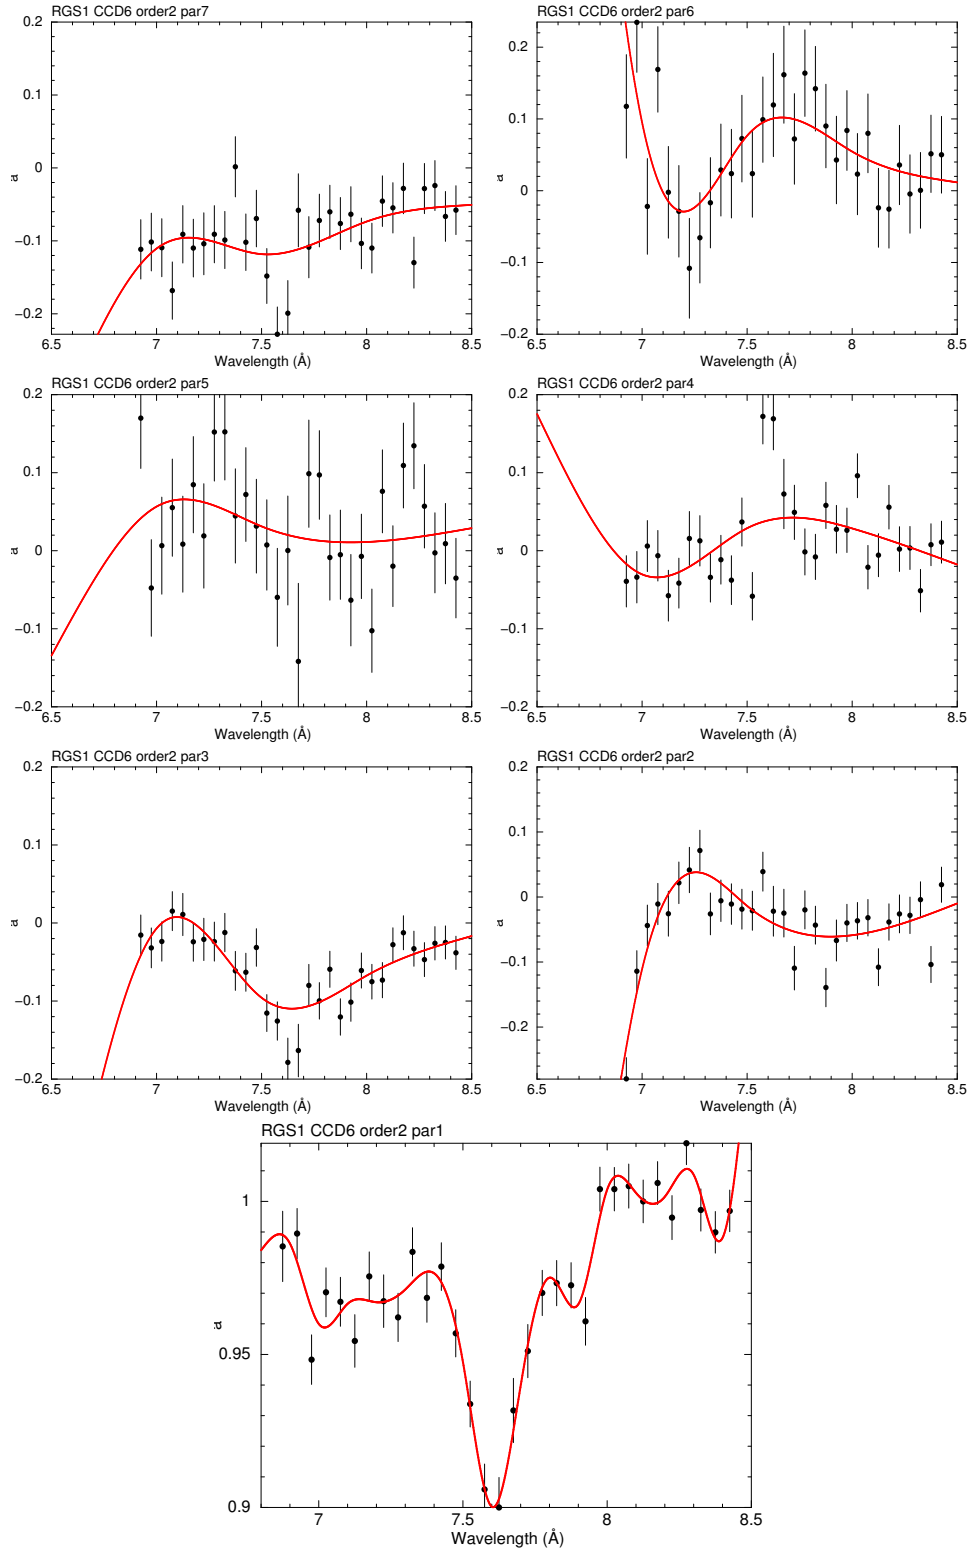 RGS1 CCD6 order2 par7
0.2
0.1
0
−0.1
−0.2
a
6.5 7 7.5 8 8.5
Wavelength (Å)
RGS1 CCD6 order2 par6
0.2
0.1
0
−0.1
−0.2
a
6.5 7 7.5 8 8.5
Wavelength (Å)
RGS1 CCD6 order2 par5
0.2
0.1
0
−0.1
−0.2
a
6.5 7 7.5 8 8.5
Wavelength (Å)
RGS1 CCD6 order2 par4
0.2
0.1
0
−0.1
−0.2
a
6.5 7 7.5 8 8.5
Wavelength (Å)
RGS1 CCD6 order2 par3
0.2
0.1
0
−0.1
−0.2
a
6.5 7 7.5 8 8.5
Wavelength (Å)
RGS1 CCD6 order2 par2
0.2
0.1
0
−0.1
−0.2
a
6.5 7 7.5 8 8.5
Wavelength (Å)
RGS1 CCD6 order2 par1
1
0.95
0.9
a
7 7.5 8 8.5
Wavelength (Å)